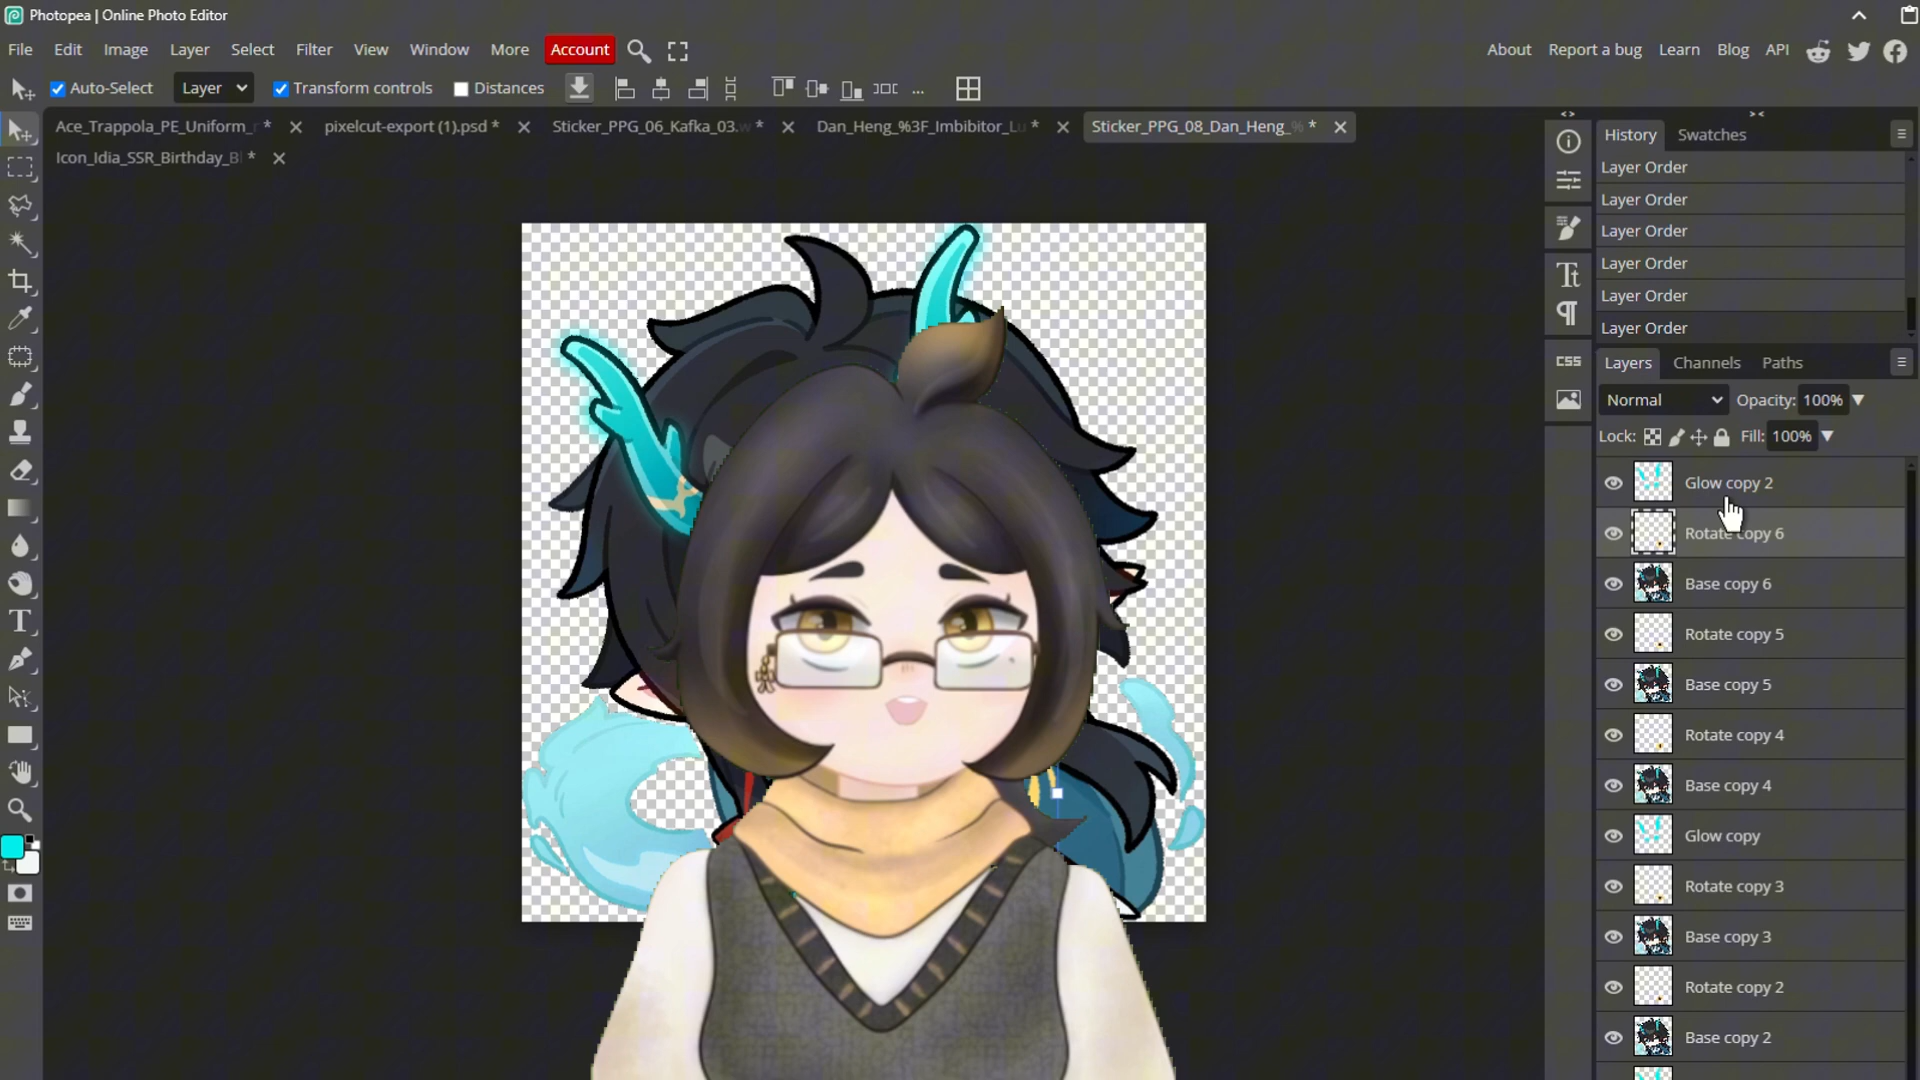 Photopea | Online Photo Editor
File Edit Image Layer Select Filter View Window More Account
About Report a bug Learn Blog API
Auto-Select Layer Transform controls Distances ...
Ace_Trappola_PE_Uniform_ * pixelcut-export (1).psd * Sticker_PPG_06_Kafka_03. * Dan_Heng_%3F_Imbibitor_L * Sticker_PPG_08_Dan_Heng_ *
Icon_Idia_SSR_Birthday_B *
History Swatches
Layer Order
Layer Order
Layer Order
Layer Order
Layer Order
Layer Order
CSS
Layers Channels Paths
Normal Opacity: 100%
Lock: Fill: 100%
Glow copy 2
Rotate copy 6
Base copy 6
Rotate copy 5
Base copy 5
Rotate copy 4
Base copy 4
Glow copy
Rotate copy 3
Base copy 3
Rotate copy 2
Base copy 2